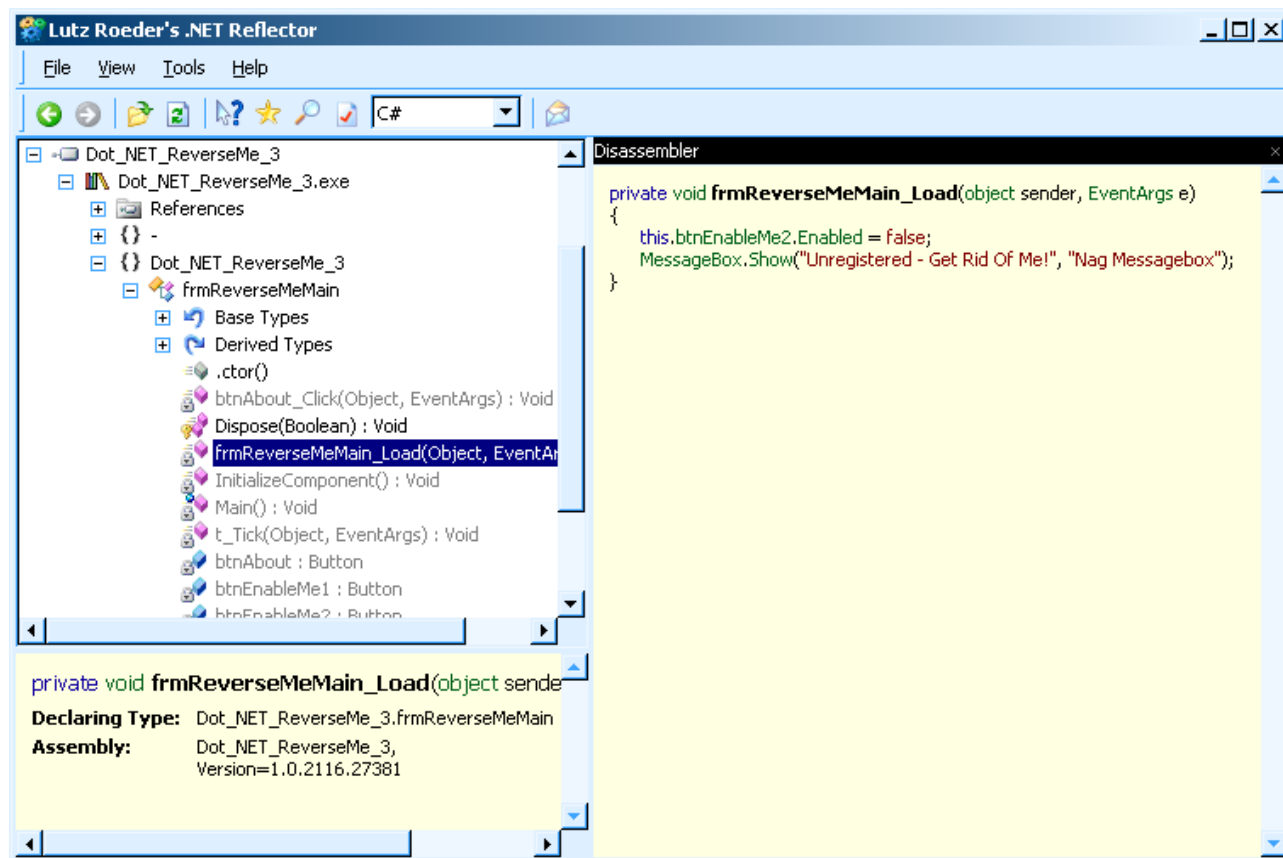 Lutz Roeder's .NET Reflector
File View Tools Help
C#
Dot_NET_ReverseMe_3
Dot_NET_ReverseMe_3.exe
References
{} -
{} Dot_NET_ReverseMe_3
frmReverseMeMain
Base Types
Derived Types
.ctor()
btnAbout_Click(Object, EventArgs) : Void
Dispose(Boolean) : Void
frmReverseMeMain_Load(Object, EventAr
InitializeComponent() : Void
Main() : Void
t_Tick(Object, EventArgs) : Void
btnAbout : Button
btnEnableMe1 : Button
btnEnableMe2 : Button
private void frmReverseMeMain_Load(object sende
Declaring Type: Dot_NET_ReverseMe_3.frmReverseMeMain
Assembly: Dot_NET_ReverseMe_3,
Version=1.0.2116.27381
Disassembler
private void frmReverseMeMain_Load(object sender, EventArgs e)
{
this.btnEnableMe2.Enabled = false;
MessageBox.Show("Unregistered - Get Rid Of Me!", "Nag Messagebox");
}